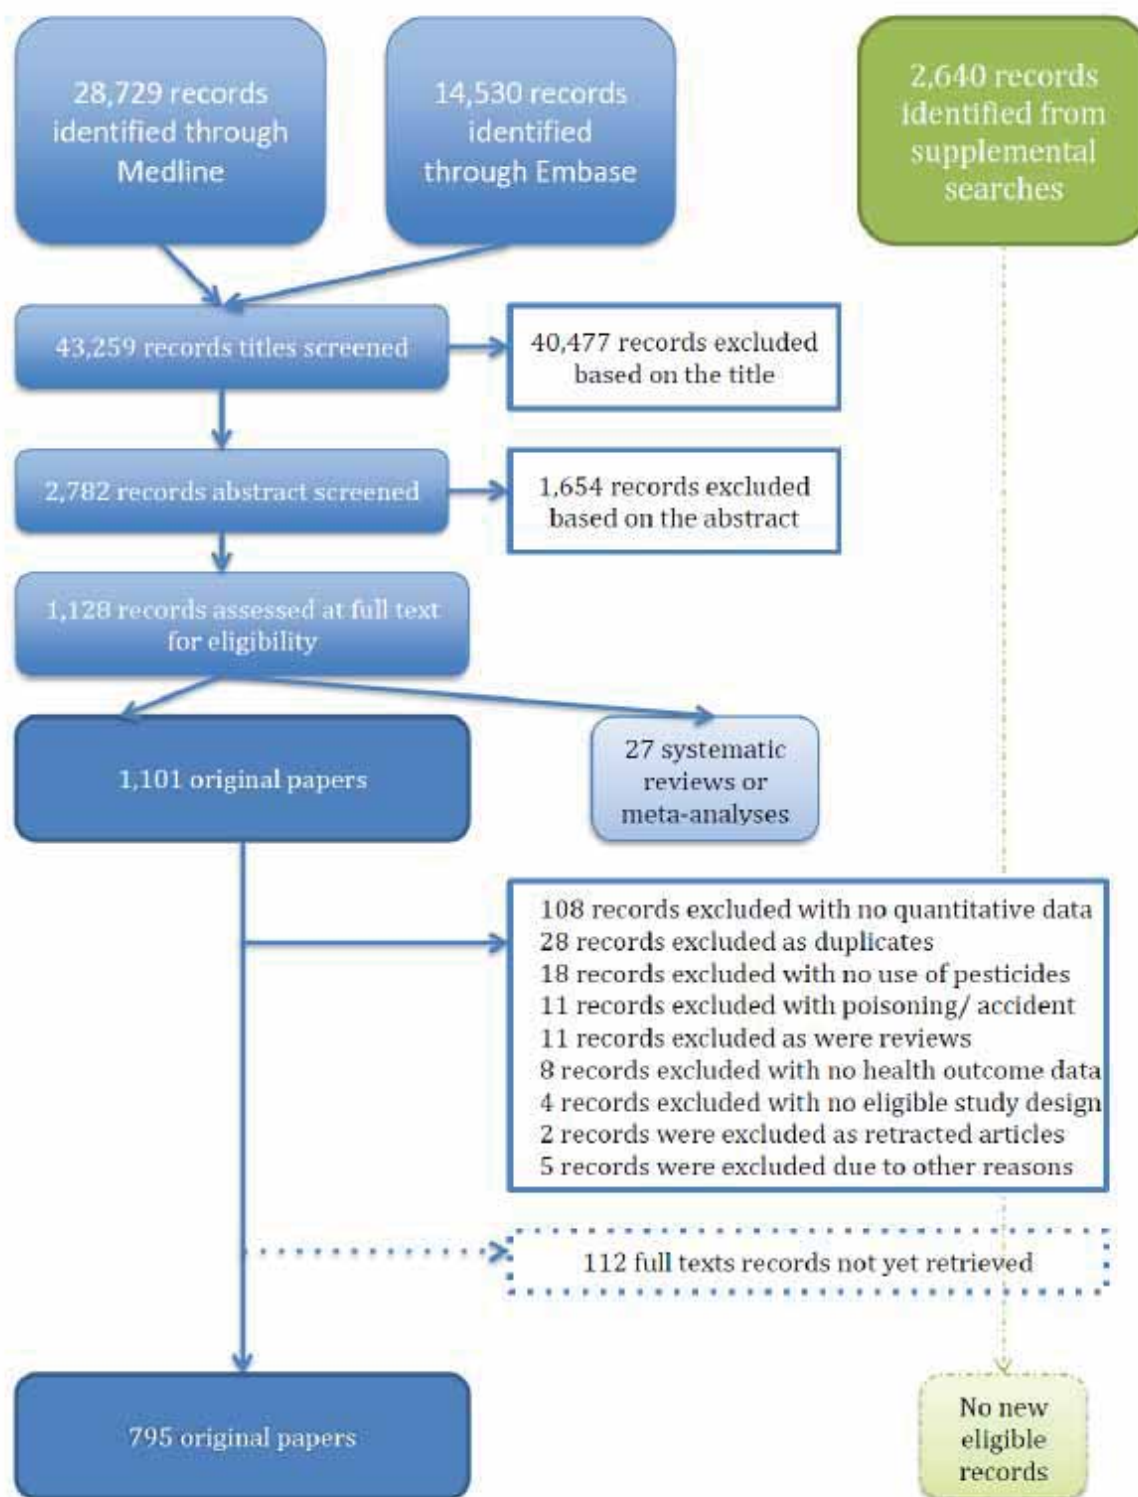 28,729 records
identified through
Medline
14,530 records
identified
through Embase
2,640 records
identified from
supplemental
searches
43,259 records titles screened
40,477 records excluded
based on the title
2,782 records abstract screened
1,654 records excluded
based on the abstract
1,128 records assessed at full text
for eligibility
1,101 original papers
27 systematic
reviews or
meta-analyses
108 records excluded with no quantitative data
28 records excluded as duplicates
18 records excluded with no use of pesticides
11 records excluded with poisoning/ accident
11 records excluded as were reviews
8 records excluded with no health outcome data
4 records excluded with no eligible study design
2 records were excluded as retracted articles
5 records were excluded due to other reasons
112 full texts records not yet retrieved
795 original papers
No new
eligible
records